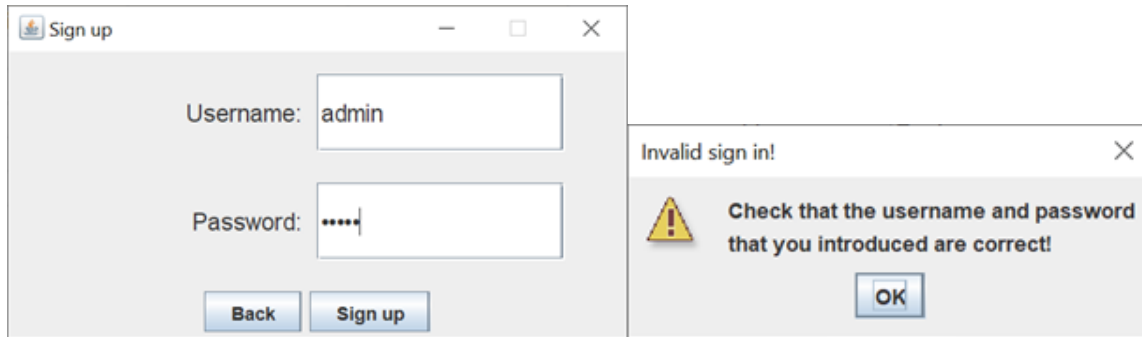 Sign up
Username: admin
Password: •••••
Back Sign up
Invalid sign in!
Check that the username and password
that you introduced are correct!
OK